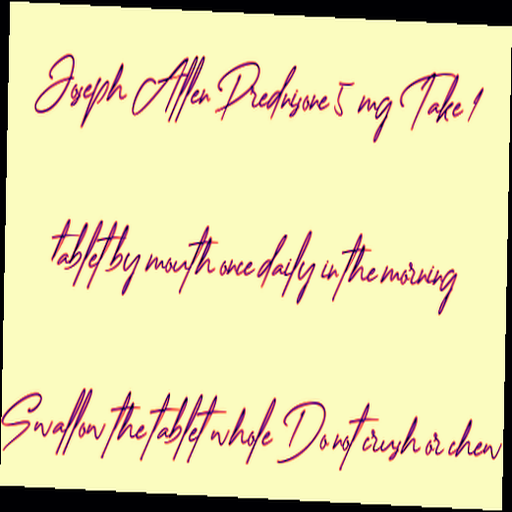 Joseph Allen Prednisone 5 mg Take 1
tablet by mouth once daily in the morning
Swallow the tablet whole Do not crush or chew